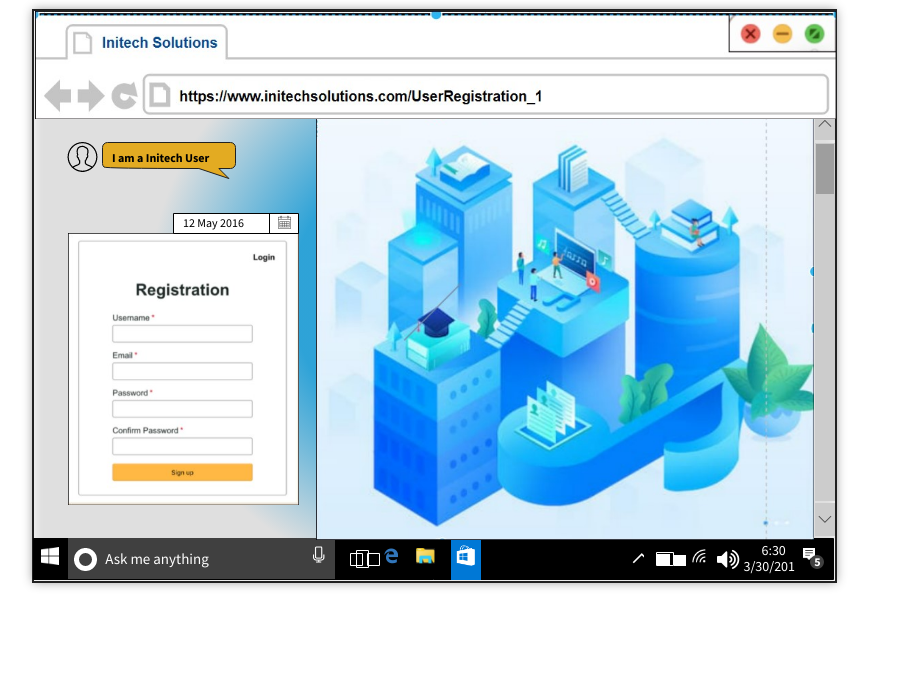 Initech Solutions
https://www.initechsolutions.com/UserRegistration_1
I am a Initech User
12 May 2016
Login
Registration
Username *
Email *
Password *
Confirm Password *
Sign up
Ask me anything
6:30
3/30/201
5